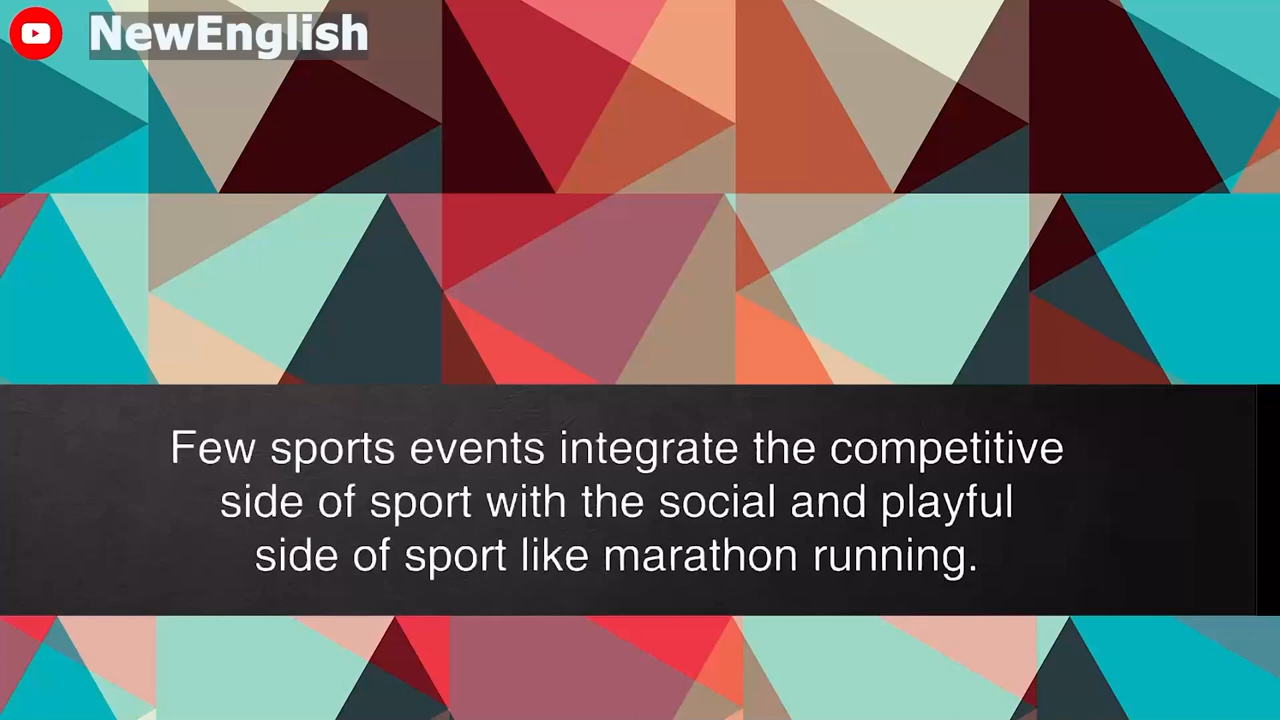 NewEnglish
Few sports events integrate the competitive
side of sport with the social and playful
side of sport like marathon running.